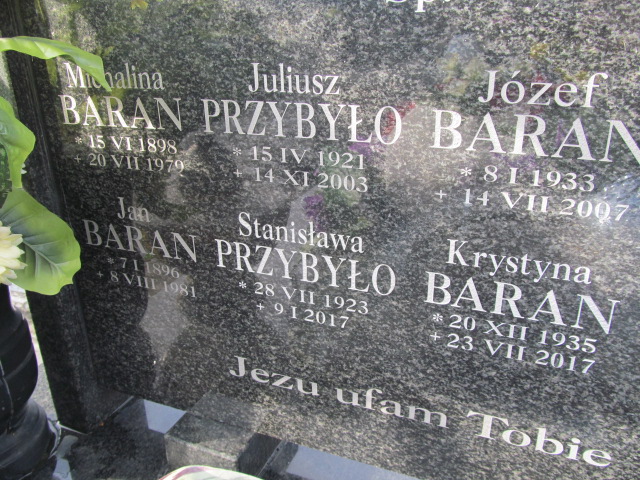 Michalina
BARAN
* 15 VI 1898
+ 20 VII 1979
Juliusz
PRZYBYŁO
* 15 IV 1921
+ 14 XI 2003
Józef
BARAN
* 8 I 1933
+ 14 VII 2007
Jan
BARAN
* 7 I 1896
+ 8 VIII 1981
Stanisława
PRZYBYŁO
* 28 VII 1923
+ 9 I 2017
Krystyna
BARAN
* 20 XII 1935
+ 23 VII 2017
Jezu ufam Tobie